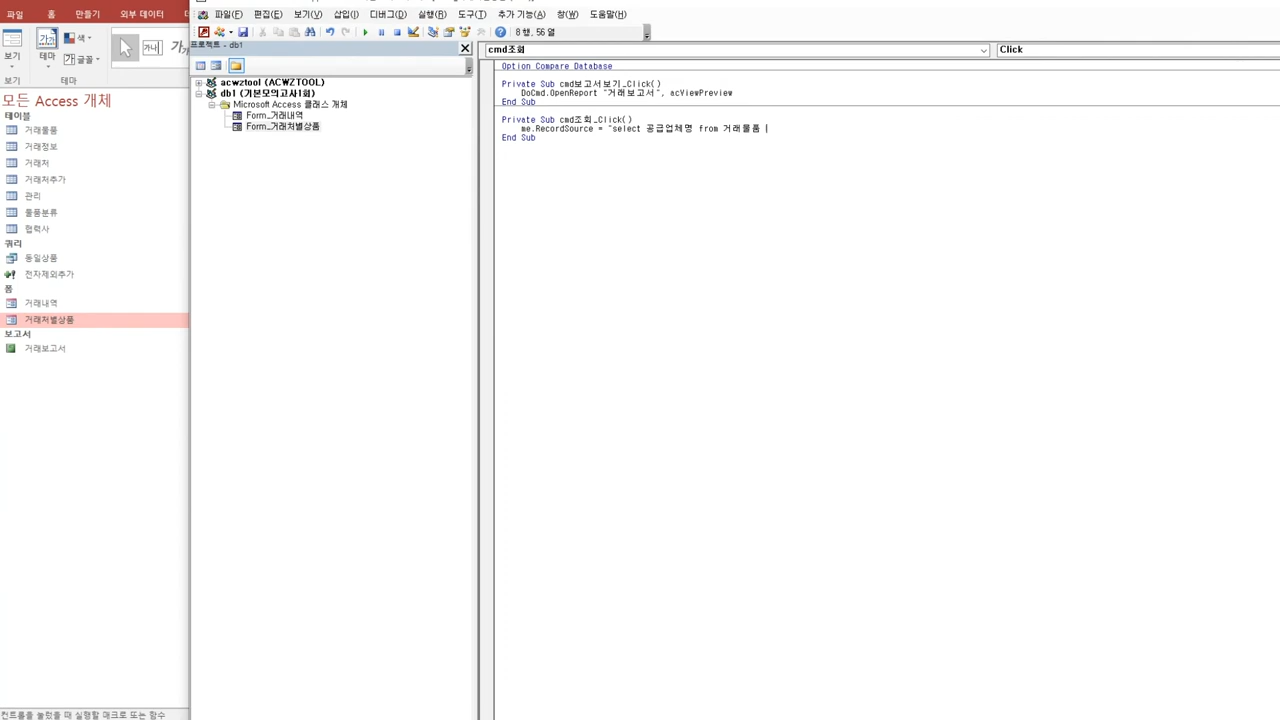 파일
홈
만들기
외부 데이터
보기
보기
테마
색
가 글꼴
테마
가나
모든 Access 개체
테이블
거래물품
거래정보
거래처
거래처추가
관리
물품분류
협력사
쿼리
동일상품
전자제외추가
폼
거래내역
거래처별상품
보고서
거래보고서
컨트롤을 눌렀을 때 실행할 매크로 또는 함수
파일(F) 편집(E) 보기(V) 삽입(I) 디버그(D) 실행(R) 도구(T) 추가 기능(A) 창(W) 도움말(H)
8 행, 56 열
프로젝트 - db1
acwztool (ACWZTOOL)
db1 (기본모의고사1회)
Microsoft Access 클래스 개체
Form_거래내역
Form_거래처별상품
cmd조회
Click
Option Compare Database
Private Sub cmd보고서보기_Click()
DoCmd.OpenReport "거래보고서", acViewPreview
End Sub
Private Sub cmd조회_Click()
me.RecordSource = "select 공급업체명 from 거래물품
End Sub